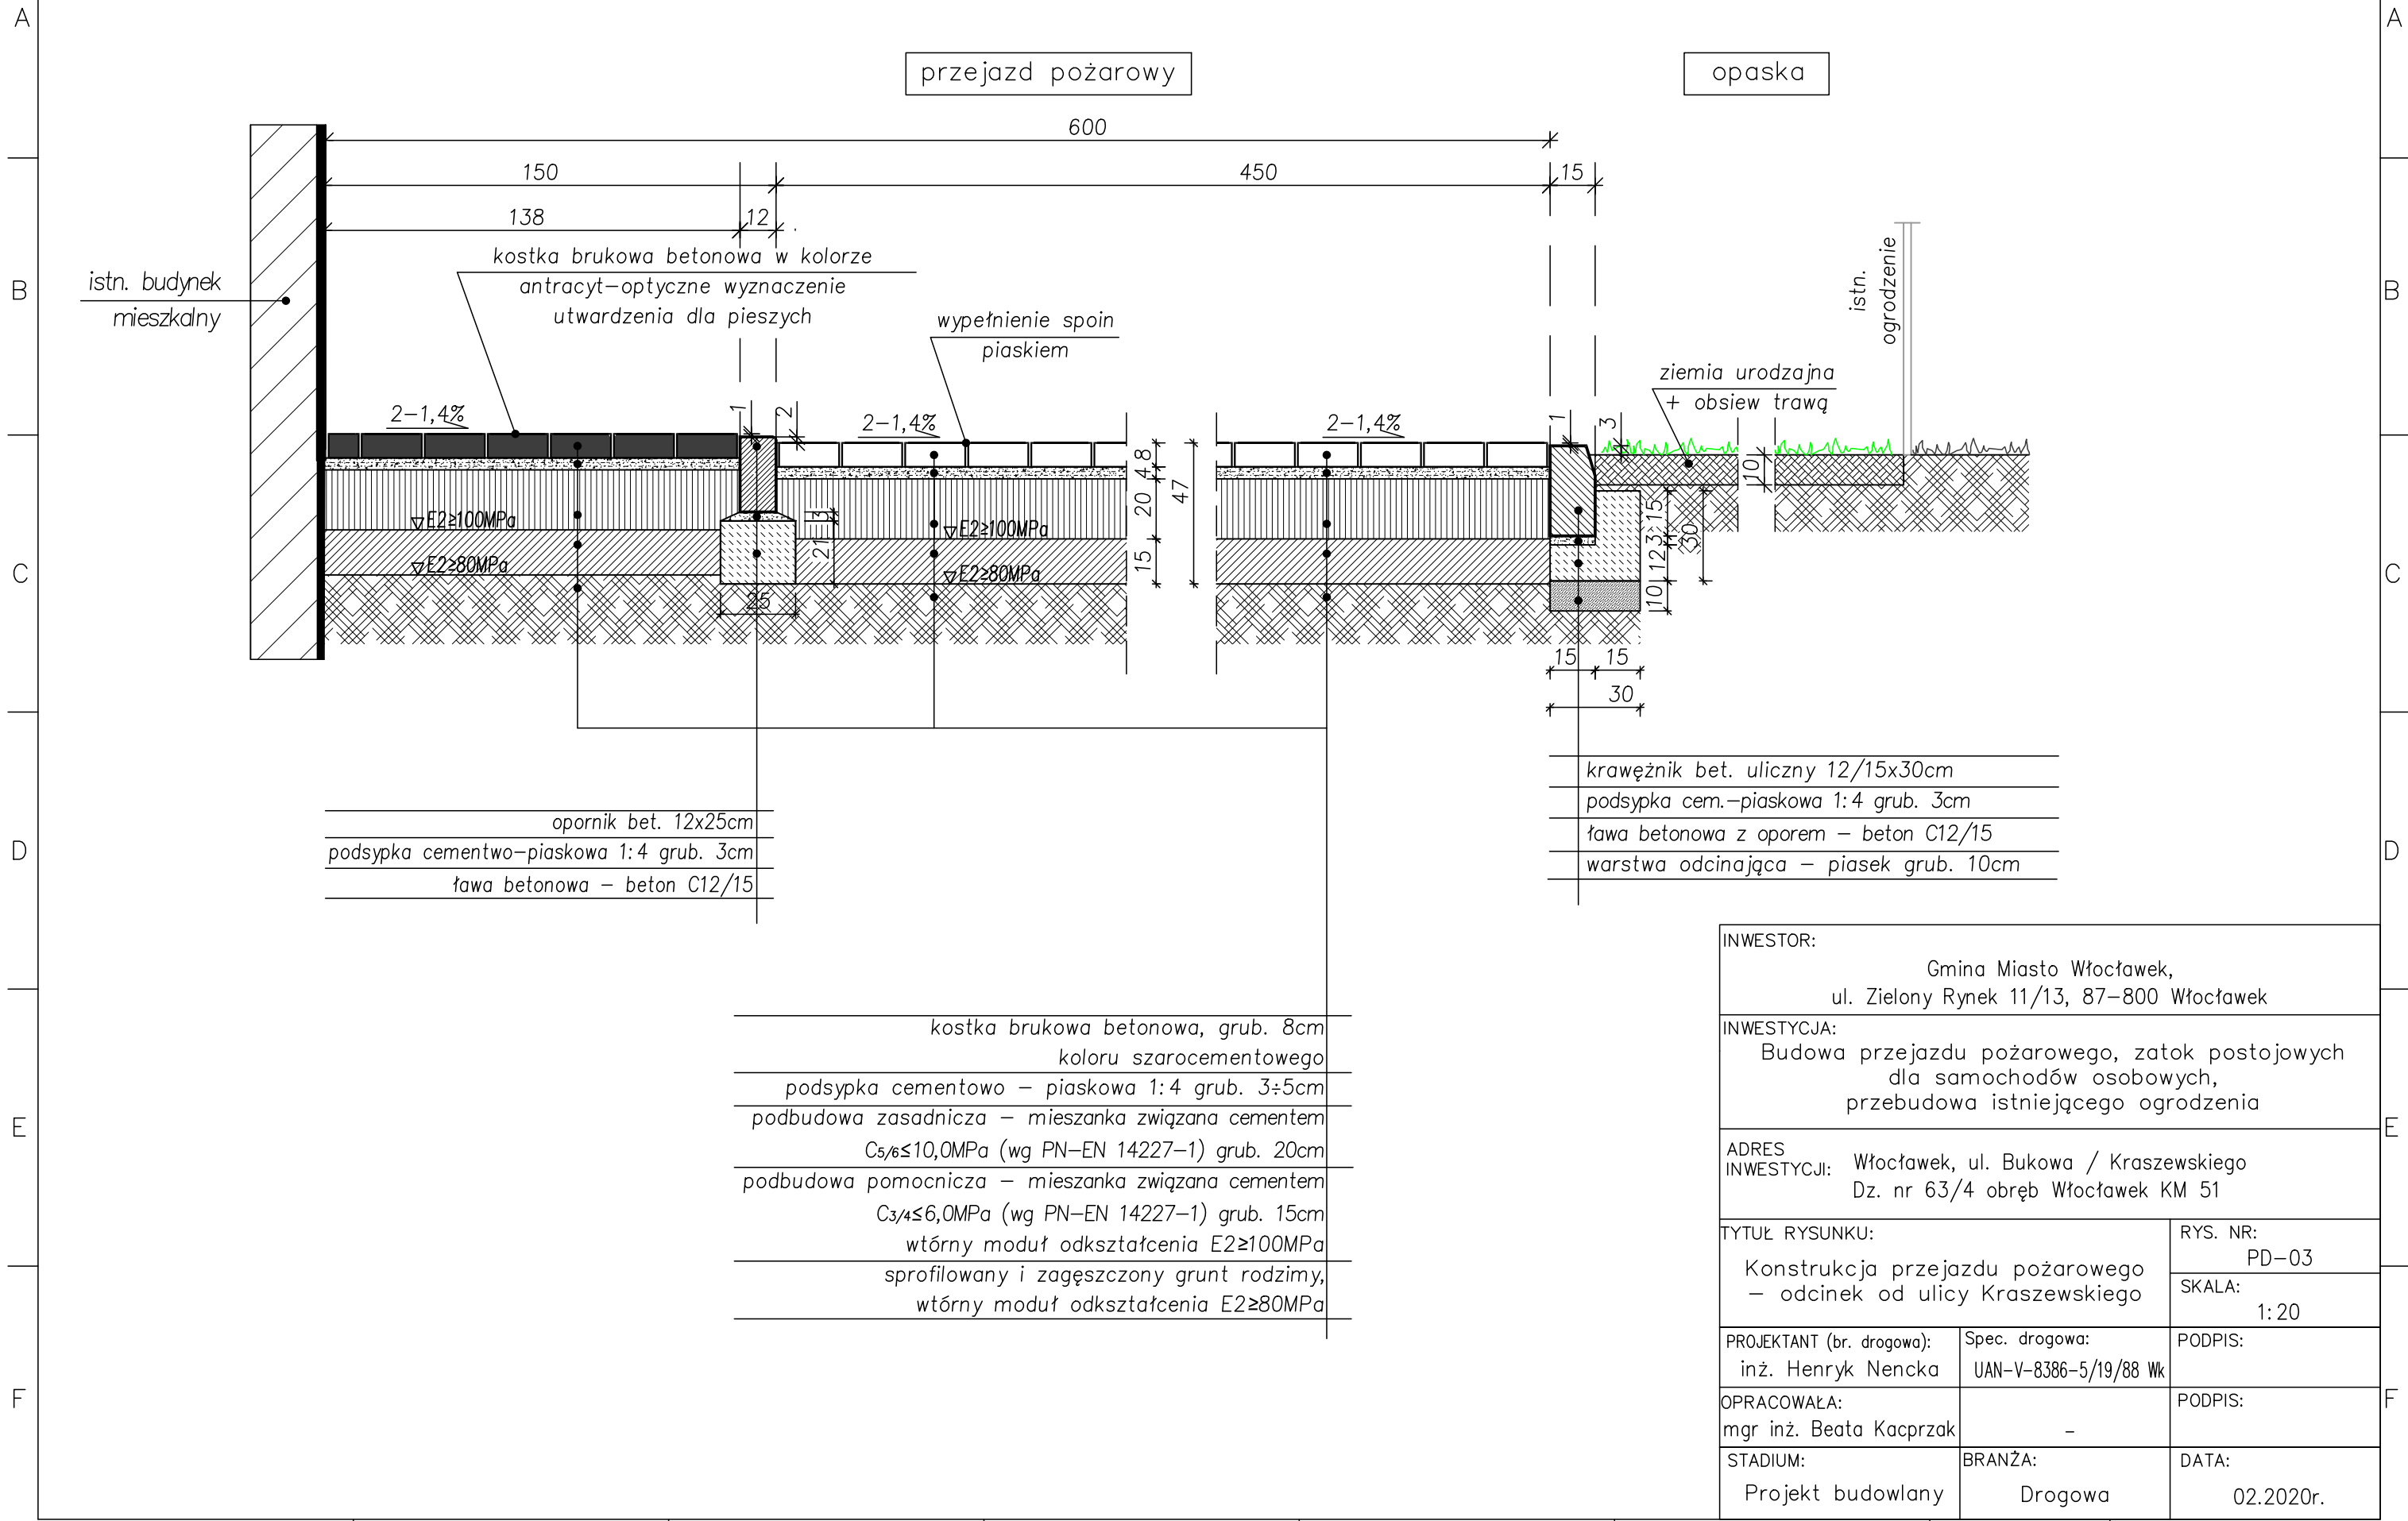 A
A
przejazd pożarowy
opaska
600
150
450
15
138
12
kostka brukowa betonowa w kolorze
antracyt-optyczne wyznaczenie
utwardzenia dla pieszych
istn. budynek
mieszkalny
B
B
wypełnienie spoin
piaskiem
istn.
ogrodzenie
ziemia urodzajna
+ obsiew trawą
2-1,4%
1
2
2-1,4%
2-1,4%
1
3
8
4
20
15
47
10
E2≥100MPa
E2≥80MPa
3
21
25
E2≥100MPa
E2≥80MPa
15
3
12
10
30
C
C
15
15
30
krawężnik bet. uliczny 12/15x30cm
podsypka cem.-piaskowa 1:4 grub. 3cm
ława betonowa z oporem - beton C12/15
warstwa odcinająca - piasek grub. 10cm
opornik bet. 12x25cm
podsypka cementwo-piaskowa 1:4 grub. 3cm
ława betonowa - beton C12/15
D
D
kostka brukowa betonowa, grub. 8cm
koloru szarocementowego
podsypka cementowo - piaskowa 1:4 grub. 3÷5cm
podbudowa zasadnicza - mieszanka związana cementem
C5/6≤10,0MPa (wg PN-EN 14227-1) grub. 20cm
podbudowa pomocnicza - mieszanka związana cementem
C3/4≤6,0MPa (wg PN-EN 14227-1) grub. 15cm
wtórny moduł odkształcenia E2≥100MPa
sprofilowany i zagęszczony grunt rodzimy,
wtórny moduł odkształcenia E2≥80MPa
E
E
F
F
INWESTOR:
Gmina Miasto Włocławek,
ul. Zielony Rynek 11/13, 87-800 Włocławek
INWESTYCJA:
Budowa przejazdu pożarowego, zatok postojowych
dla samochodów osobowych,
przebudowa istniejącego ogrodzenia
ADRES
INWESTYCJI:
Włocławek, ul. Bukowa / Kraszewskiego
Dz. nr 63/4 obręb Włocławek KM 51
TYTUŁ RYSUNKU:
Konstrukcja przejazdu pożarowego
- odcinek od ulicy Kraszewskiego
RYS. NR:
PD-03
SKALA:
1:20
PROJEKTANT (br. drogowa):
inż. Henryk Nencka
Spec. drogowa:
UAN-V-8386-5/19/88 Wk
PODPIS:
OPRACOWAŁA:
mgr inż. Beata Kacprzak
-
PODPIS:
STADIUM:
Projekt budowlany
BRANŻA:
Drogowa
DATA:
02.2020r.